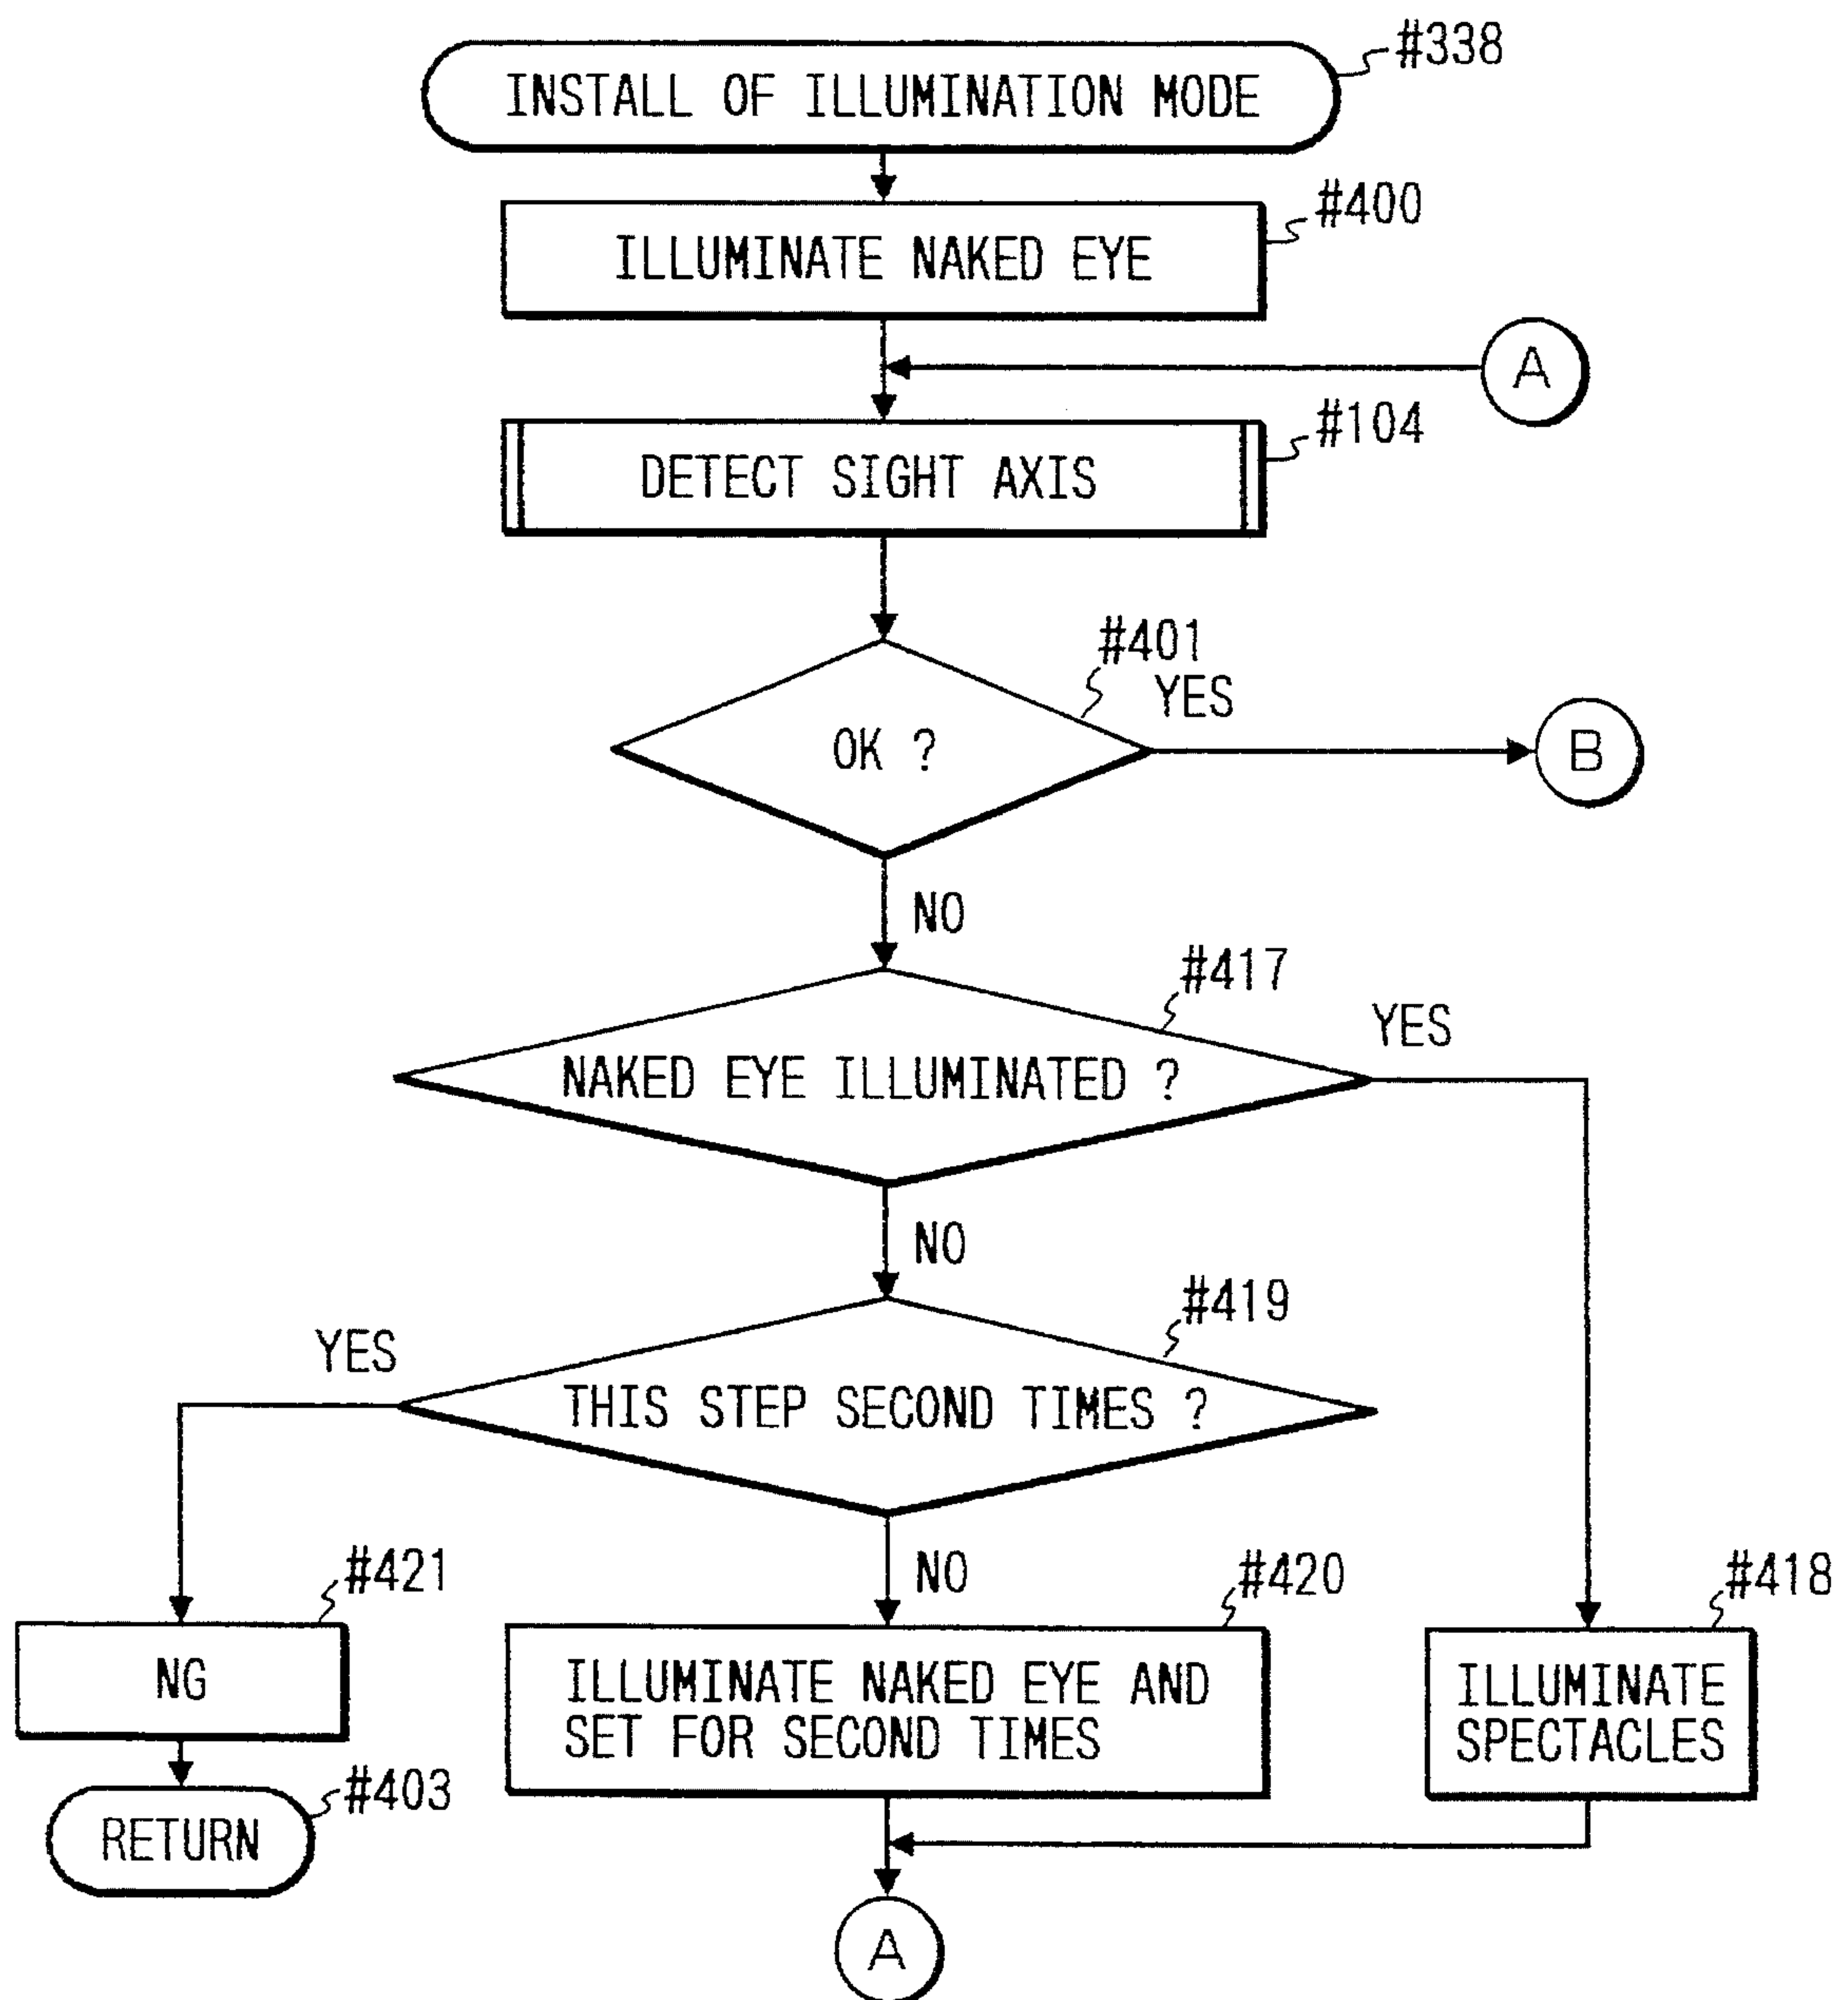 #338
INSTALL OF ILLUMINATION MODE
#400
ILLUMINATE NAKED EYE
A
#104
DETECT SIGHT AXIS
#401
YES
OK ?
B
NO
#417
YES
NAKED EYE ILLUMINATED ?
NO
#419
YES
THIS STEP SECOND TIMES ?
NO
#421
NG
#420
ILLUMINATE NAKED EYE AND
SET FOR SECOND TIMES
#418
ILLUMINATE
SPECTACLES
#403
RETURN
A